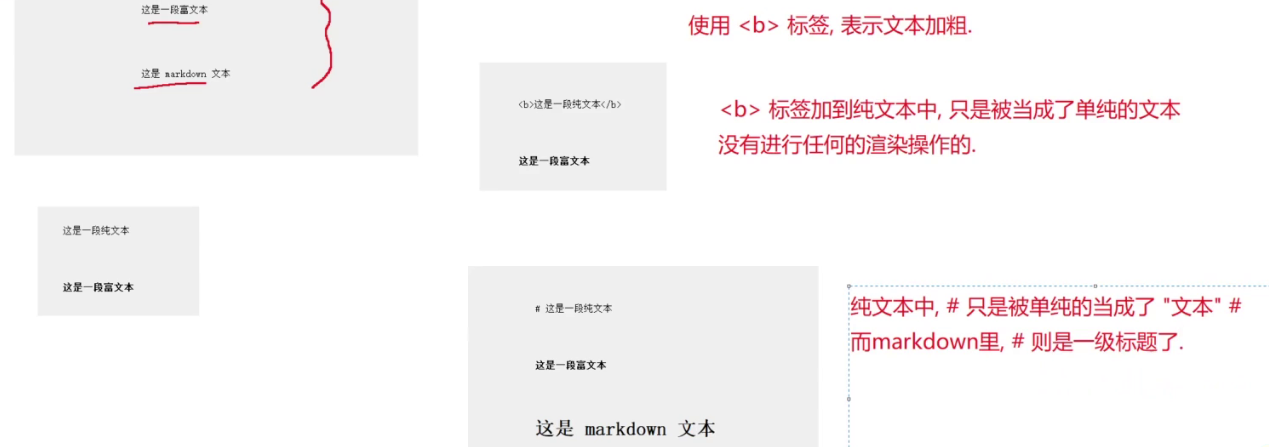 这是一段富文本
这是 markdown 文本
使用 <b> 标签, 表示文本加粗.
<b>这是一段纯文本</b>
这是一段富文本
<b> 标签加到纯文本中, 只是被当成了单纯的文本
没有进行任何的渲染操作的.
这是一段纯文本
这是一段富文本
# 这是一段纯文本
这是一段富文本
这是 markdown 文本
纯文本中, # 只是被单纯的当成了 "文本" #
而markdown里, # 则是一级标题了.